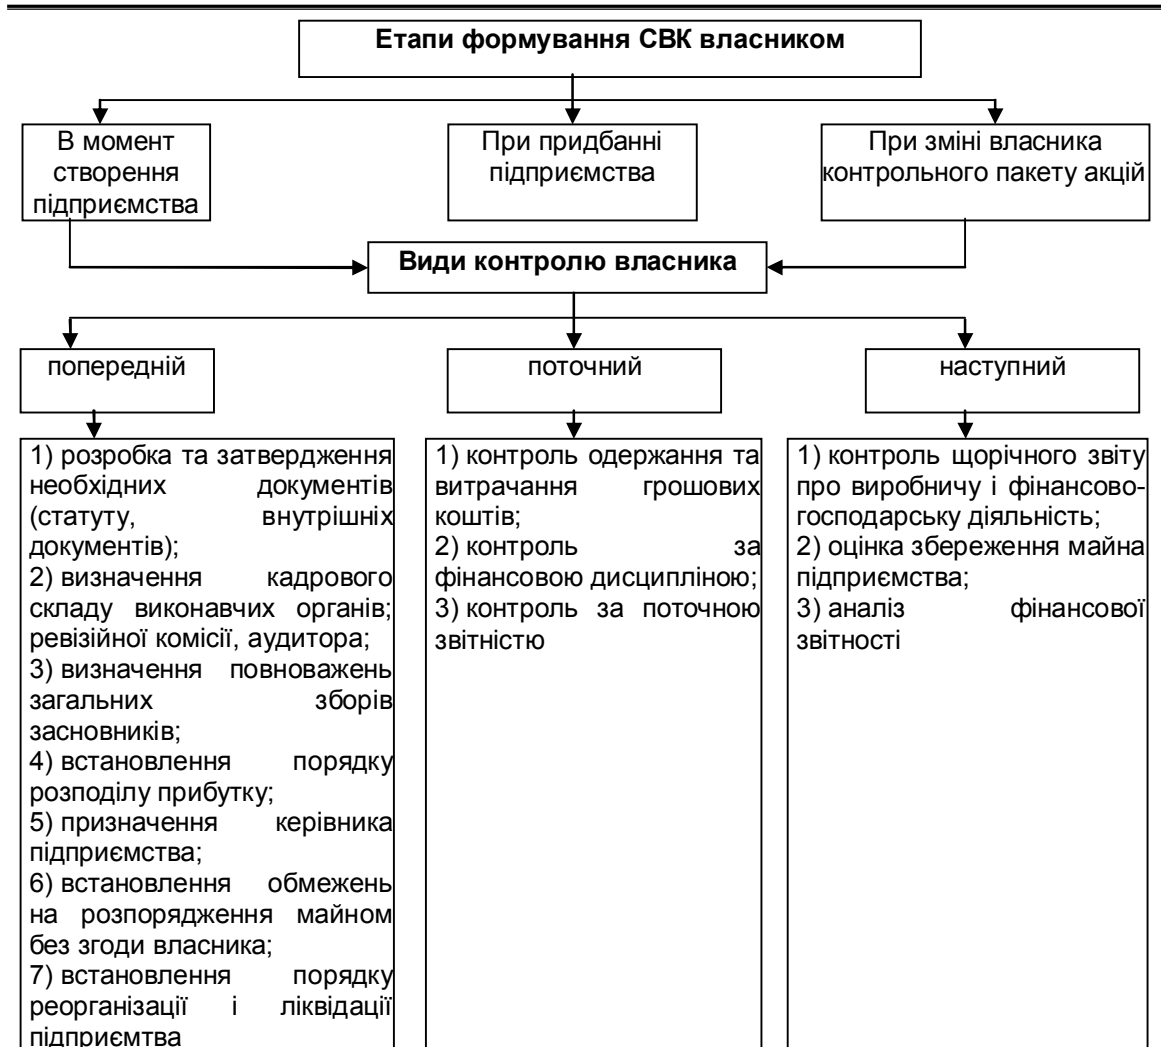 Етапи формування СВК власником
В момент
створення
підприємства
При придбанні
підприємства
При зміні власника
контрольного пакету акцій
Види контролю власника
попередній
поточний
наступний
1) розробка та затвердження
необхідних документів
(статуту, внутрішніх
документів);
2) визначення кадрового
складу виконавчих органів;
ревізійної комісії, аудитора;
3) визначення повноважень
загальних зборів
засновників;
4) встановлення порядку
розподілу прибутку;
5) призначення керівника
підприємства;
6) встановлення обмежень
на розпорядження майном
без згоди власника;
7) встановлення порядку
реорганізації і ліквідації
підприємтва
1) контроль одержання та
витрачання грошових
коштів;
2) контроль за
фінансовою дисципліною;
3) контроль за поточною
звітністю
1) контроль щорічного звіту
про виробничу і фінансово-
господарську діяльність;
2) оцінка збереження майна
підприємства;
3) аналіз фінансової
звітності